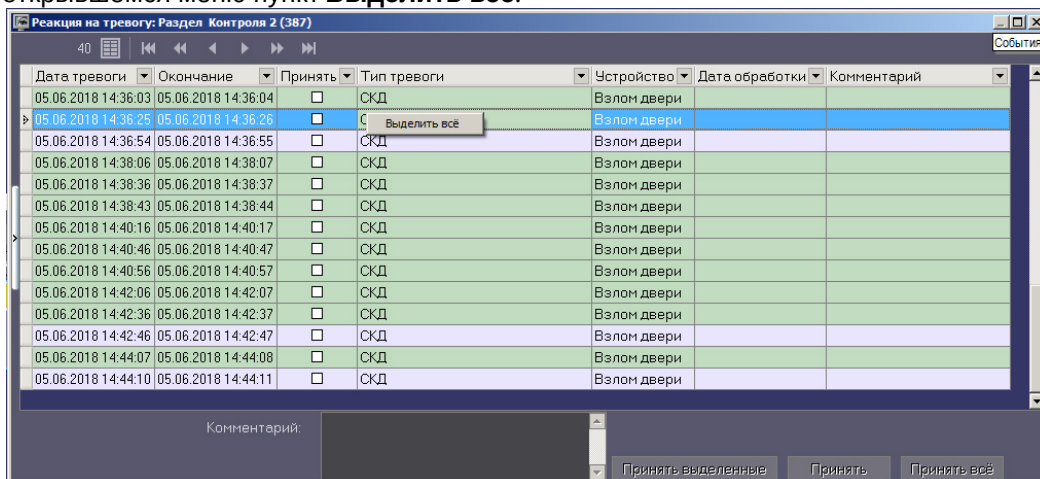 открывшемся меню пункт Выделить всё.
Реакция на тревогу: Раздел Контроля 2 (387)
40
События
Дата тревоги Окончание Принять Тип тревоги Устройство Дата обработки Комментарий
05.06.2018 14:36:03 05.06.2018 14:36:04 СКД Взлом двери
05.06.2018 14:36:25 05.06.2018 14:36:26 Взлом двери
Выделить всё
05.06.2018 14:36:54 05.06.2018 14:36:55 СКД Взлом двери
05.06.2018 14:38:06 05.06.2018 14:38:07 СКД Взлом двери
05.06.2018 14:38:36 05.06.2018 14:38:37 СКД Взлом двери
05.06.2018 14:38:43 05.06.2018 14:38:44 СКД Взлом двери
05.06.2018 14:40:16 05.06.2018 14:40:17 СКД Взлом двери
05.06.2018 14:40:46 05.06.2018 14:40:47 СКД Взлом двери
05.06.2018 14:40:56 05.06.2018 14:40:57 СКД Взлом двери
05.06.2018 14:42:06 05.06.2018 14:42:07 СКД Взлом двери
05.06.2018 14:42:36 05.06.2018 14:42:37 СКД Взлом двери
05.06.2018 14:42:46 05.06.2018 14:42:47 СКД Взлом двери
05.06.2018 14:44:07 05.06.2018 14:44:08 СКД Взлом двери
05.06.2018 14:44:10 05.06.2018 14:44:11 СКД Взлом двери
Комментарий:
Принять выделенные Принять Принять всё